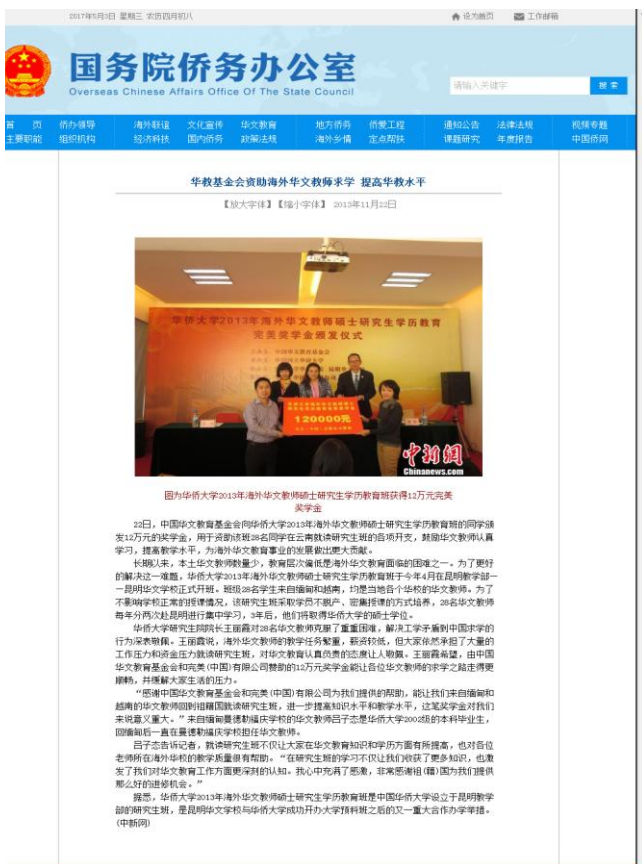 2017年5月3日 星期三 农历四月初八
设为首页
工作邮箱
国务院侨务办公室
Overseas Chinese Affairs Office Of The State Council
请输入关键字
搜索
首 页 侨办领导 海外联谊 文化宣传 华文教育 地方侨务 侨爱工程 通知公告 法律法规 视频专题
主要职能 组织机构 经济科技 国内侨务 政策法规 海外乡情 定点帮扶 课题研究 年度报告 中国侨网
华教基金会资助海外华文教师求学 提高华教水平
【放大字体】【缩小字体】 2013年11月22日
华侨大学2013年海外华文教师硕士研究生学历教育
完美奖学金颁发仪式
120000元
中新网
Chinanews.com
图为华侨大学2013年海外华文教师硕士研究生学历教育班获得12万元完美
奖学金
22日，中国华文教育基金会向华侨大学2013年海外华文教师硕士研究生学历教育班的同学颁
发12万元的奖学金，用于资助该班28名同学在云南就读研究生班的各项开支，鼓励华文教师认真
学习，提高教学水平，为海外华文教育事业的发展做出更大贡献。
长期以来，本土华文教师数量少，教育层次偏低是海外华文教育面临的困难之一。为了更好
的解决这一难题，华侨大学2013年海外华文教师硕士研究生学历教育班于今年4月在昆明教学部—
—昆明华文学校正式开班。班级28名学生来自缅甸和越南，均是当地各个华校的华文教师。为了
不影响学校正常的授课情况，该研究生班采取学员不脱产、密集授课的方式培养，28名华文教师
每年分两次赴昆明进行集中学习，3年后，他们将取得华侨大学的硕士学位。
华侨大学研究生院院长王丽霞对28名华文教师克服了重重困难，解决工学矛盾到中国求学的
行为深表敬佩。王丽霞说，海外华文教师的教学任务繁重，薪资较低，但大家依然承担了大量的
工作压力和资金压力就读研究生班，对华文教育认真负责的态度让人敬佩。王丽霞希望，由中国
华文教育基金会和完美(中国)有限公司赞助的12万元奖学金能让各位华文教师的求学之路走得更
顺畅，并缓解大家生活的压力。
“感谢中国华文教育基金会和完美(中国)有限公司为我们提供的帮助，能让我们来自缅甸和
越南的华文教师回到祖籍国就读研究生班，进一步提高知识水平和教学水平，这笔奖学金对我们
来说意义重大。”来自缅甸曼德勒福庆学校的华文教师吕子态是华侨大学2002级的本科毕业生，
回缅甸后一直在曼德勒福庆学校担任华文教师。
吕子态告诉记者，就读研究生班不仅让大家在华文教育知识和学历方面有所提高，也对各位
老师所在海外华校的教学质量很有帮助。“在研究生班的学习不仅让我们收获了更多知识，也激
发了我们对华文教育工作方面更深刻的认知。我心中充满了感激，非常感谢祖(籍)国为我们提供
那么好的进修机会。”
据悉，华侨大学2013年海外华文教师硕士研究生学历教育班是中国华侨大学设立于昆明教学
部的研究生班，是昆明华文学校与华侨大学成功开办大学预科班之后的又一重大合作办学举措。
(中新网)